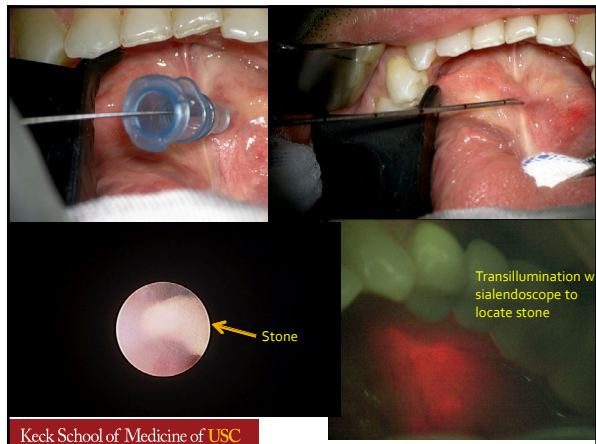 Transillumination w
sialendoscope to
locate stone
Stone
Keck School of Medicine of USC